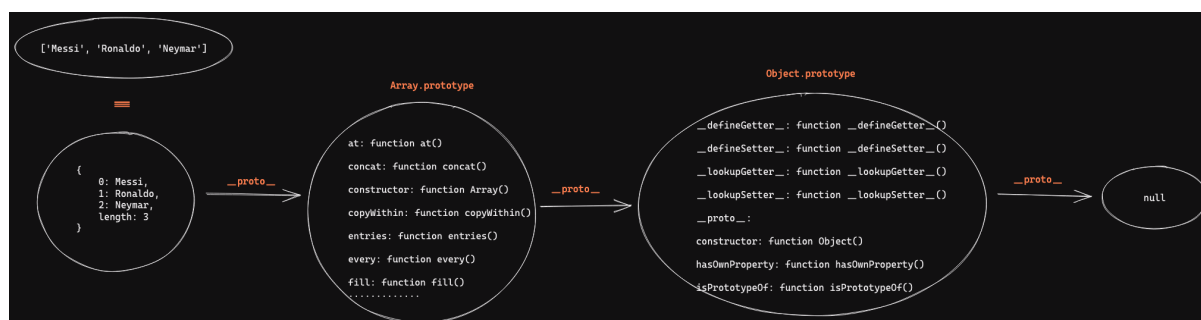 ['Messi', 'Ronaldo', 'Neymar']
{
0: Messi,
1: Ronaldo,
2: Neymar,
length: 3
}
__proto__
Array.prototype
at: function at()
concat: function concat()
constructor: function Array()
copyWithin: function copyWithin()
entries: function entries()
every: function every()
fill: function fill()
.............
__proto__
Object.prototype
__defineGetter__: function __defineGetter__()
__defineSetter__: function __defineSetter__()
__lookupGetter__: function __lookupGetter__()
__lookupSetter__: function __lookupSetter__()
__proto__:
constructor: function Object()
hasOwnProperty: function hasOwnProperty()
isPrototypeOf: function isPrototypeOf()
__proto__
null